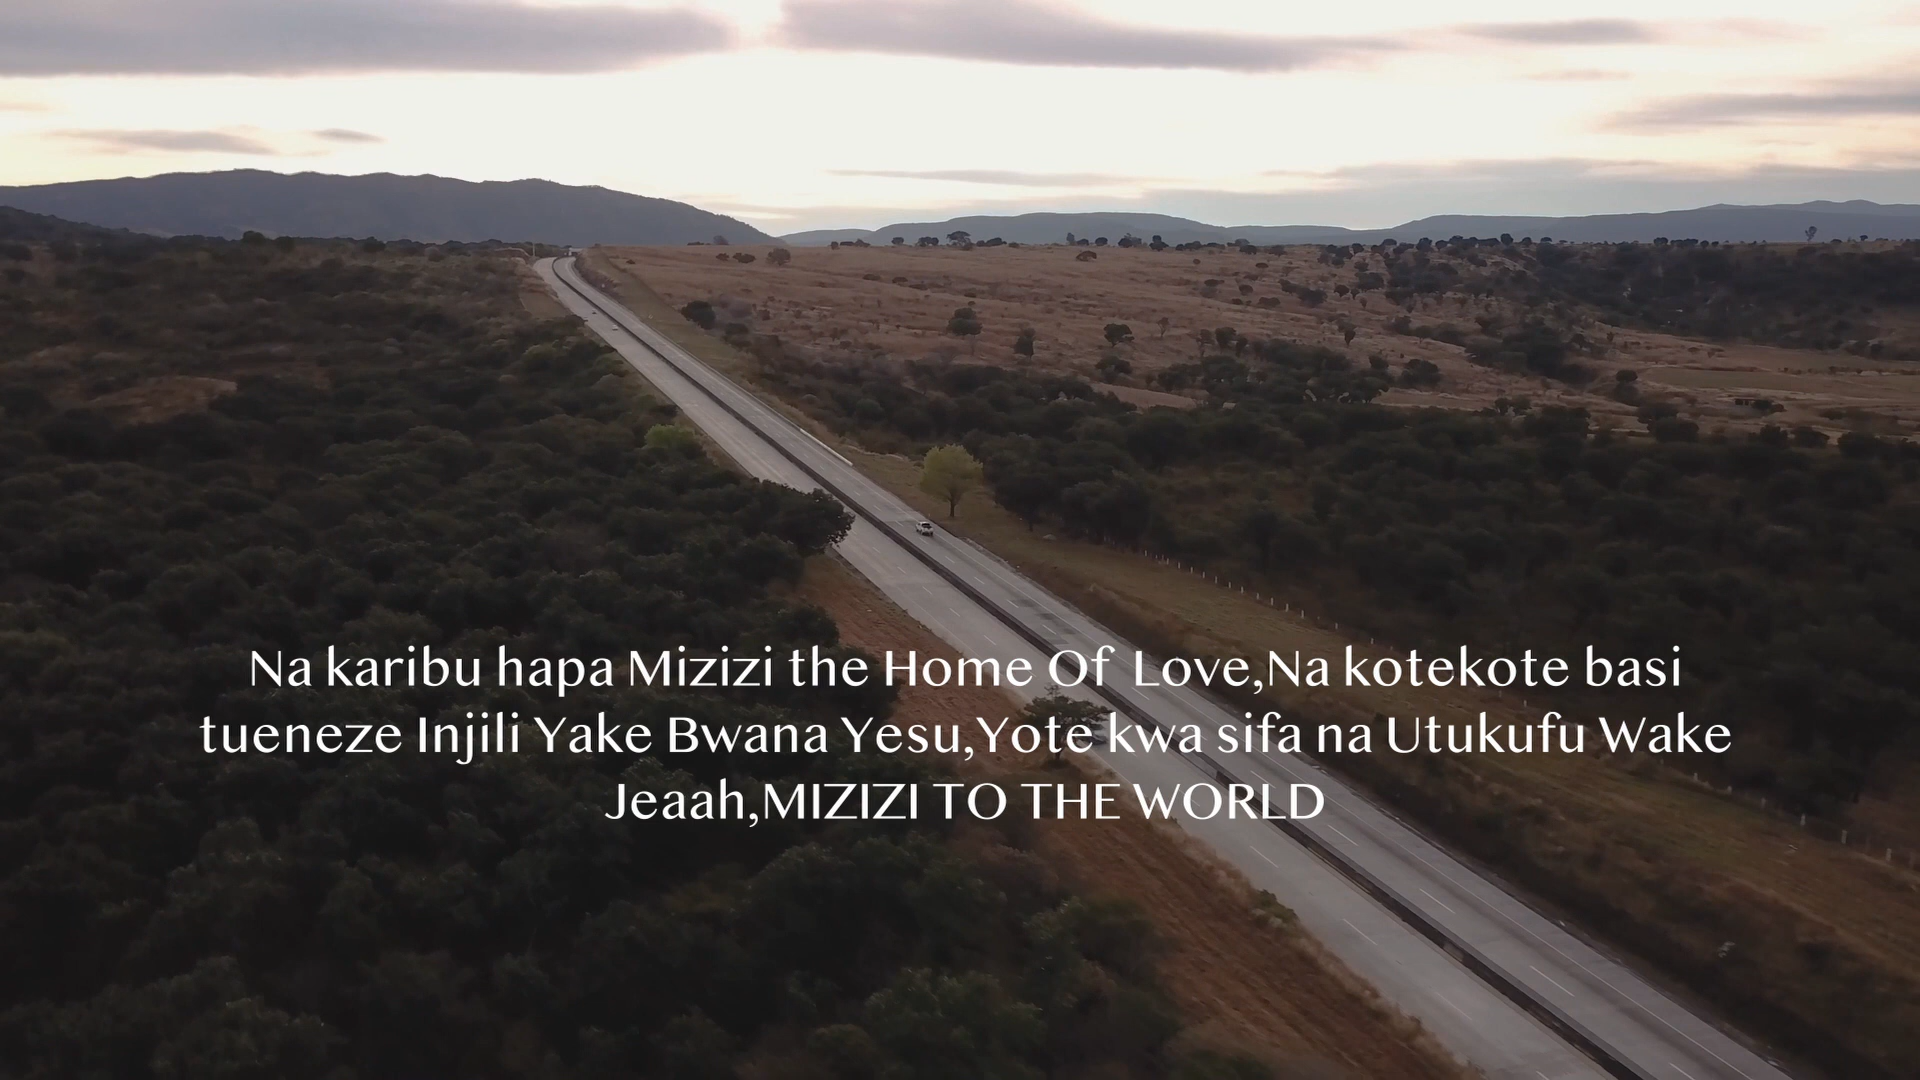 Na karibu hapa Mizizi the Home Of Love,Na kotekote basi
tueneze Injili Yake Bwana Yesu,Yote kwa sifa na Utukufu Wake
Jeaah,MIZIZI TO THE WORLD